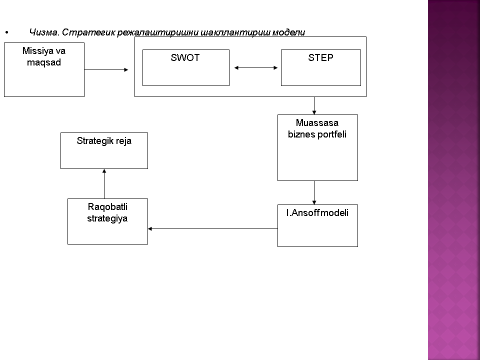 • Чизма. Стратегик режалаштиришни шакллантириш модели
Missiya va
maqsad
SWOT
STEP
Muassasa
biznes portfeli
Strategik reja
Raqobatli
strategiya
I.Ansoff modeli